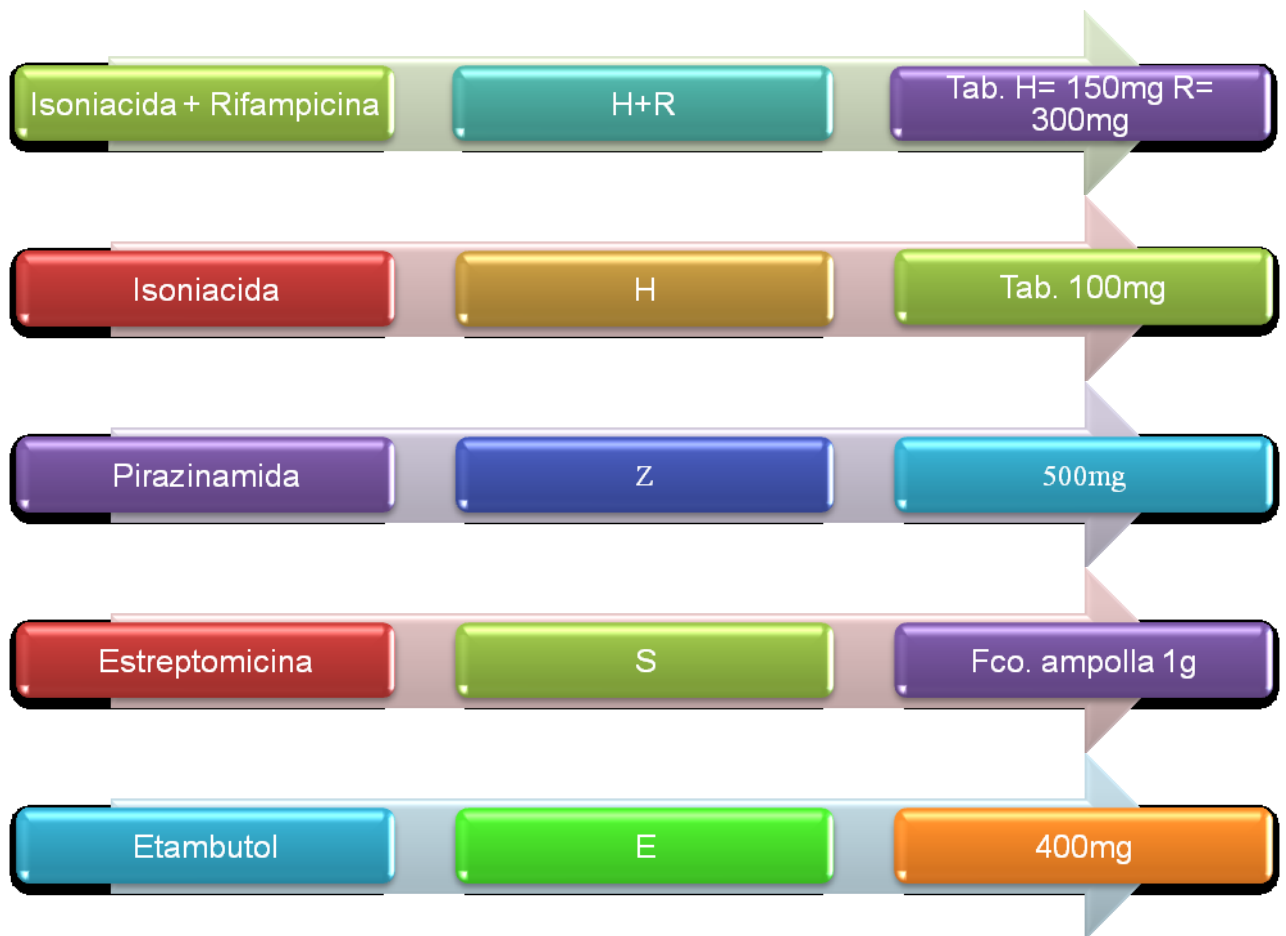 Isoniacida + Rifampicina
H+R
Tab. H= 150mg R=
300mg
Isoniacida
H
Tab. 100mg
Pirazinamida
Z
500mg
Estreptomicina
S
Fco. ampolla 1g
Etambutol
E
400mg